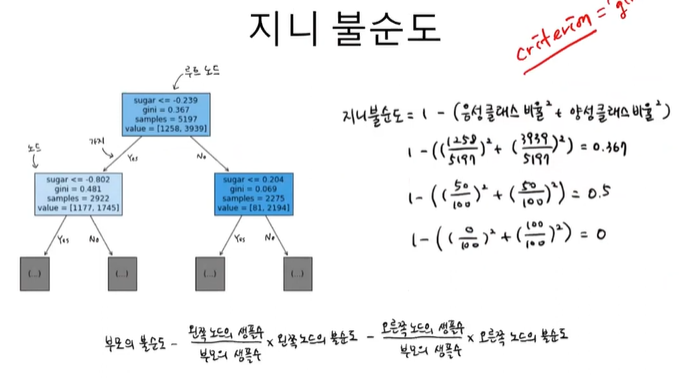 지니 불순도
criterion = 'gi
루트 노드
sugar <= -0.239
gini = 0.367
samples = 5197
value = [1258, 3939]
노드
가지
Yes
No
sugar <= -0.802
gini = 0.481
samples = 2922
value = [1177, 1745]
sugar <= 0.204
gini = 0.069
samples = 2275
value = [81, 2194]
Yes
No
Yes
No
(...)
(...)
(...)
(...)
지니불순도 = 1 - (음성클래스 비율² + 양성클래스 비율²)
1 - ((1258/5197)² + (3939/5197)²) = 0.367
1 - ((50/100)² + (50/100)²) = 0.5
1 - ((0/100)² + (100/100)²) = 0
부모의 불순도 - 왼쪽 노드의 샘플수/부모의 샘플수 × 왼쪽 노드의 불순도 - 오른쪽 노드의 샘플수/부모의 샘플수 × 오른쪽 노드의 불순도